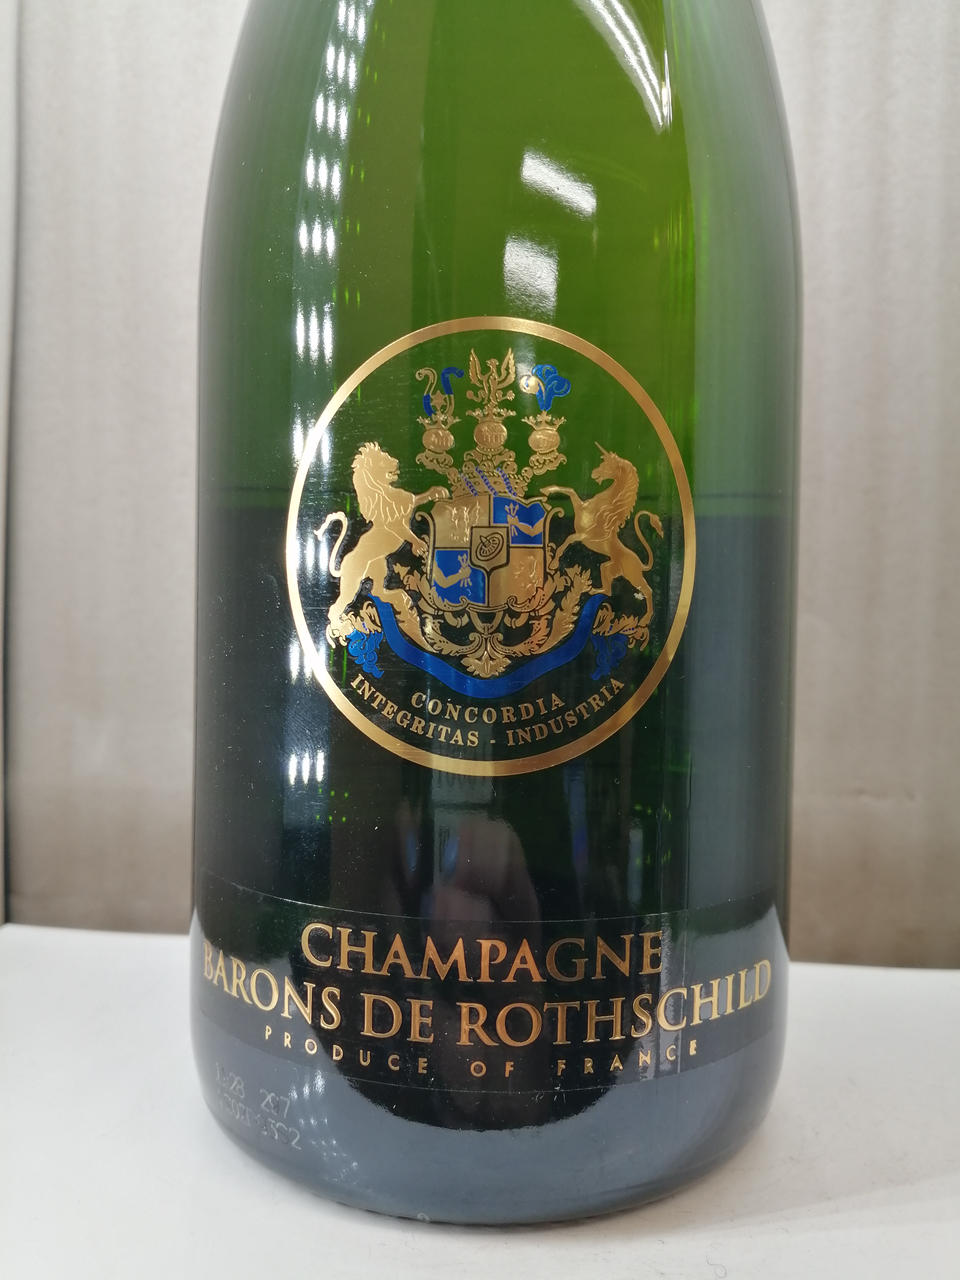 CONCORDIA
INTEGRITAS - INDUSTRIA
CHAMPAGNE
BARONS DE ROTHSCHILD
PRODUCE OF FRANCE